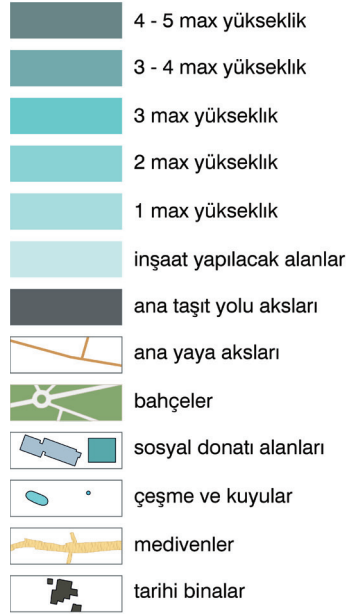 4 - 5 max yükseklik
3 - 4 max yükseklık
3 max yükseklık
2 max yükseklık
1 max yükseklık
inşaat yapılacak alanlar
ana taşıt yolu aksları
ana yaya aksları
bahçeler
sosyal donatı alanları
çeşme ve kuyular
medivenler
tarihi binalar